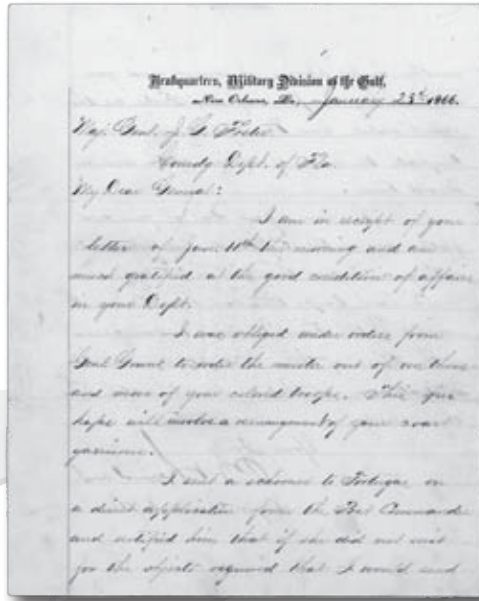 Headquarters, Military Division of the Gulf,
New Orleans, La., January 25th 1866.
Maj. Genl. J. G. Foster
Comdg Dept. of Fla.
My Dear General:
I am in receipt of your
letter of Jan. 10th this morning and am
much gratified at the good condition of affairs
in your Dept.
I was obliged under orders from
Genl Grant to order the muster out of one thous
and more of your colored troops. This
hope will involve a rearrangement of your coast
garrisons.
I sent a schooner to Tortugas on
a direct application from the Post Commander
and notified him that if she did not suit
for the objects required that I would send